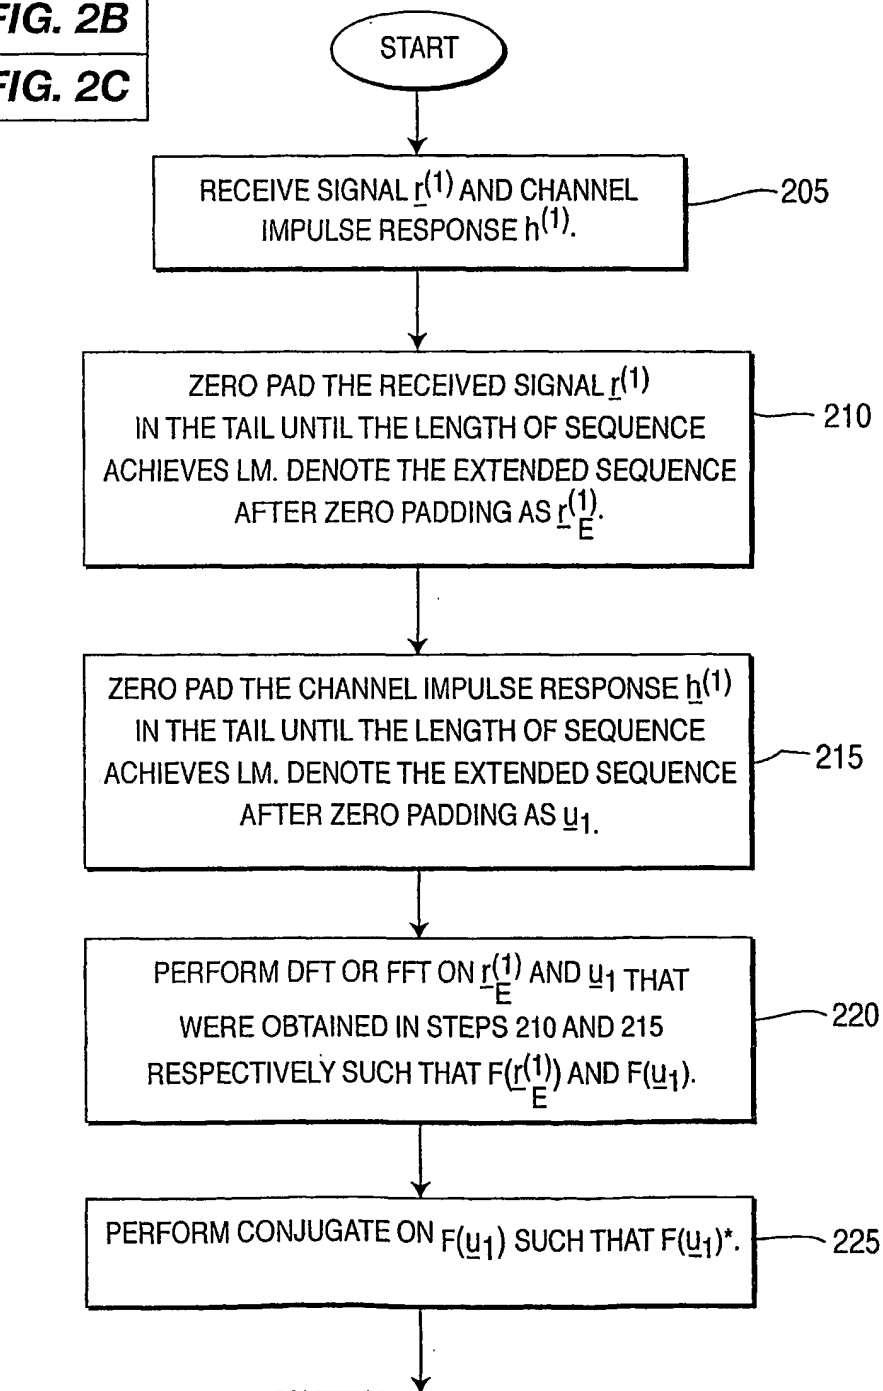 FIG. 2B
FIG. 2C
START
RECEIVE SIGNAL r(1) AND CHANNEL
IMPULSE RESPONSE h(1).
205
ZERO PAD THE RECEIVED SIGNAL r(1)
IN THE TAIL UNTIL THE LENGTH OF SEQUENCE
ACHIEVES LM. DENOTE THE EXTENDED SEQUENCE
AFTER ZERO PADDING AS r(1)E.
210
ZERO PAD THE CHANNEL IMPULSE RESPONSE h(1)
IN THE TAIL UNTIL THE LENGTH OF SEQUENCE
ACHIEVES LM. DENOTE THE EXTENDED SEQUENCE
AFTER ZERO PADDING AS u1.
215
PERFORM DFT OR FFT ON r(1)E AND u1 THAT
WERE OBTAINED IN STEPS 210 AND 215
RESPECTIVELY SUCH THAT F(r(1)E) AND F(u1).
220
PERFORM CONJUGATE ON F(u1) SUCH THAT F(u1)*.
225